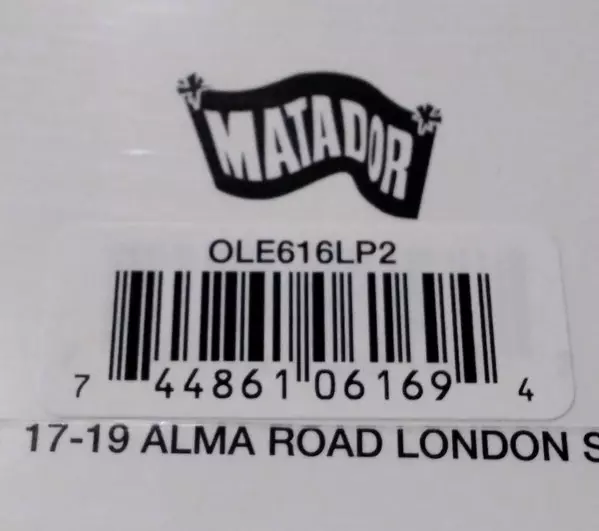 MATADOR
OLE616LP2
7 44861 06169 4
17-19 ALMA ROAD LONDON S